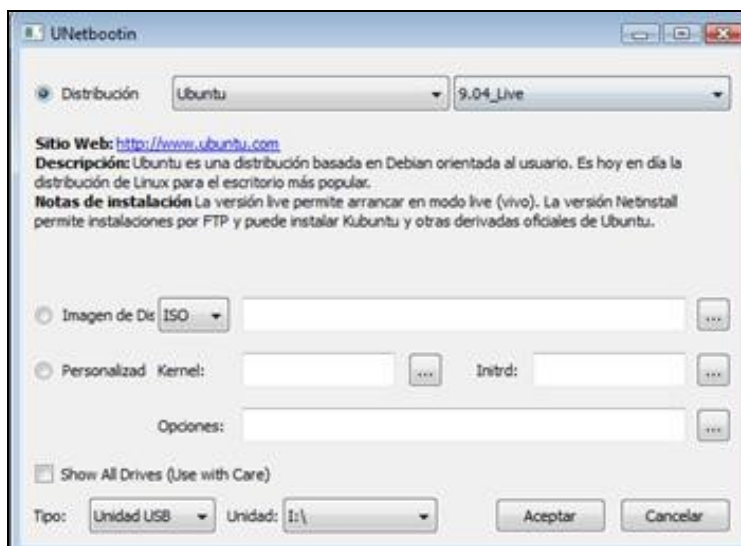 UNetbootin
Distribución Ubuntu 9.04_Live
Sitio Web: http://www.ubuntu.com
Descripción: Ubuntu es una distribución basada en Debian orientada al usuario. Es hoy en día la
distribución de Linux para el escritorio más popular.
Notas de instalación La versión live permite arrancar en modo live (vivo). La versión Netinstall
permite instalaciones por FTP y puede instalar Kubuntu y otras derivadas oficiales de Ubuntu.
Imagen de Dis ISO ...
Personalizad Kernel: ... Initrd: ...
Opciones: ...
Show All Drives (Use with Care)
Tipo: Unidad USB Unidad: I:\ Aceptar Cancelar